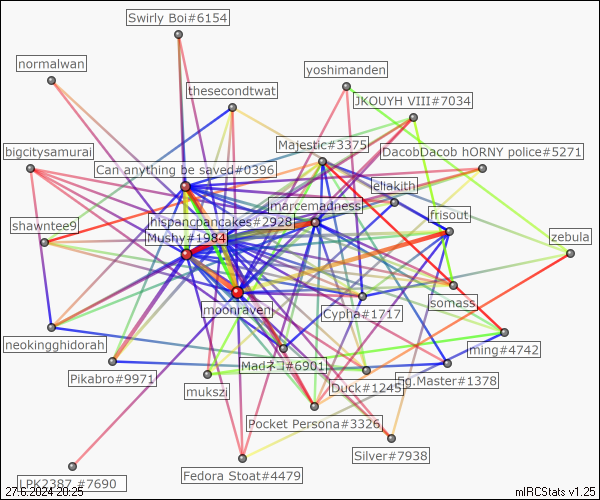 Swirly Boi#6154
normalwan
yoshimanden
thesecondtwat
JKOUYH VIII#7034
Majestic#3375
bigcitysamurai
DacobDacob hORNY police#5271
Can anything be saved#0396
eliakith
marcemadness
frisout
hispanicpancakes#2928
shawntee9
Mushy#1984
zebula
moonraven
Somass
Cypha#1717
neokingghidorah
ming#4742
Madネコ#6901
Pikabro#9971
Eg.Master#1378
Duck#1245
mukszi
Pocket Persona#3326
Silver#7938
Fedora Stoat#4479
LPK2387_#7690
27.6.2024 20:25
mIRCStats v1.25